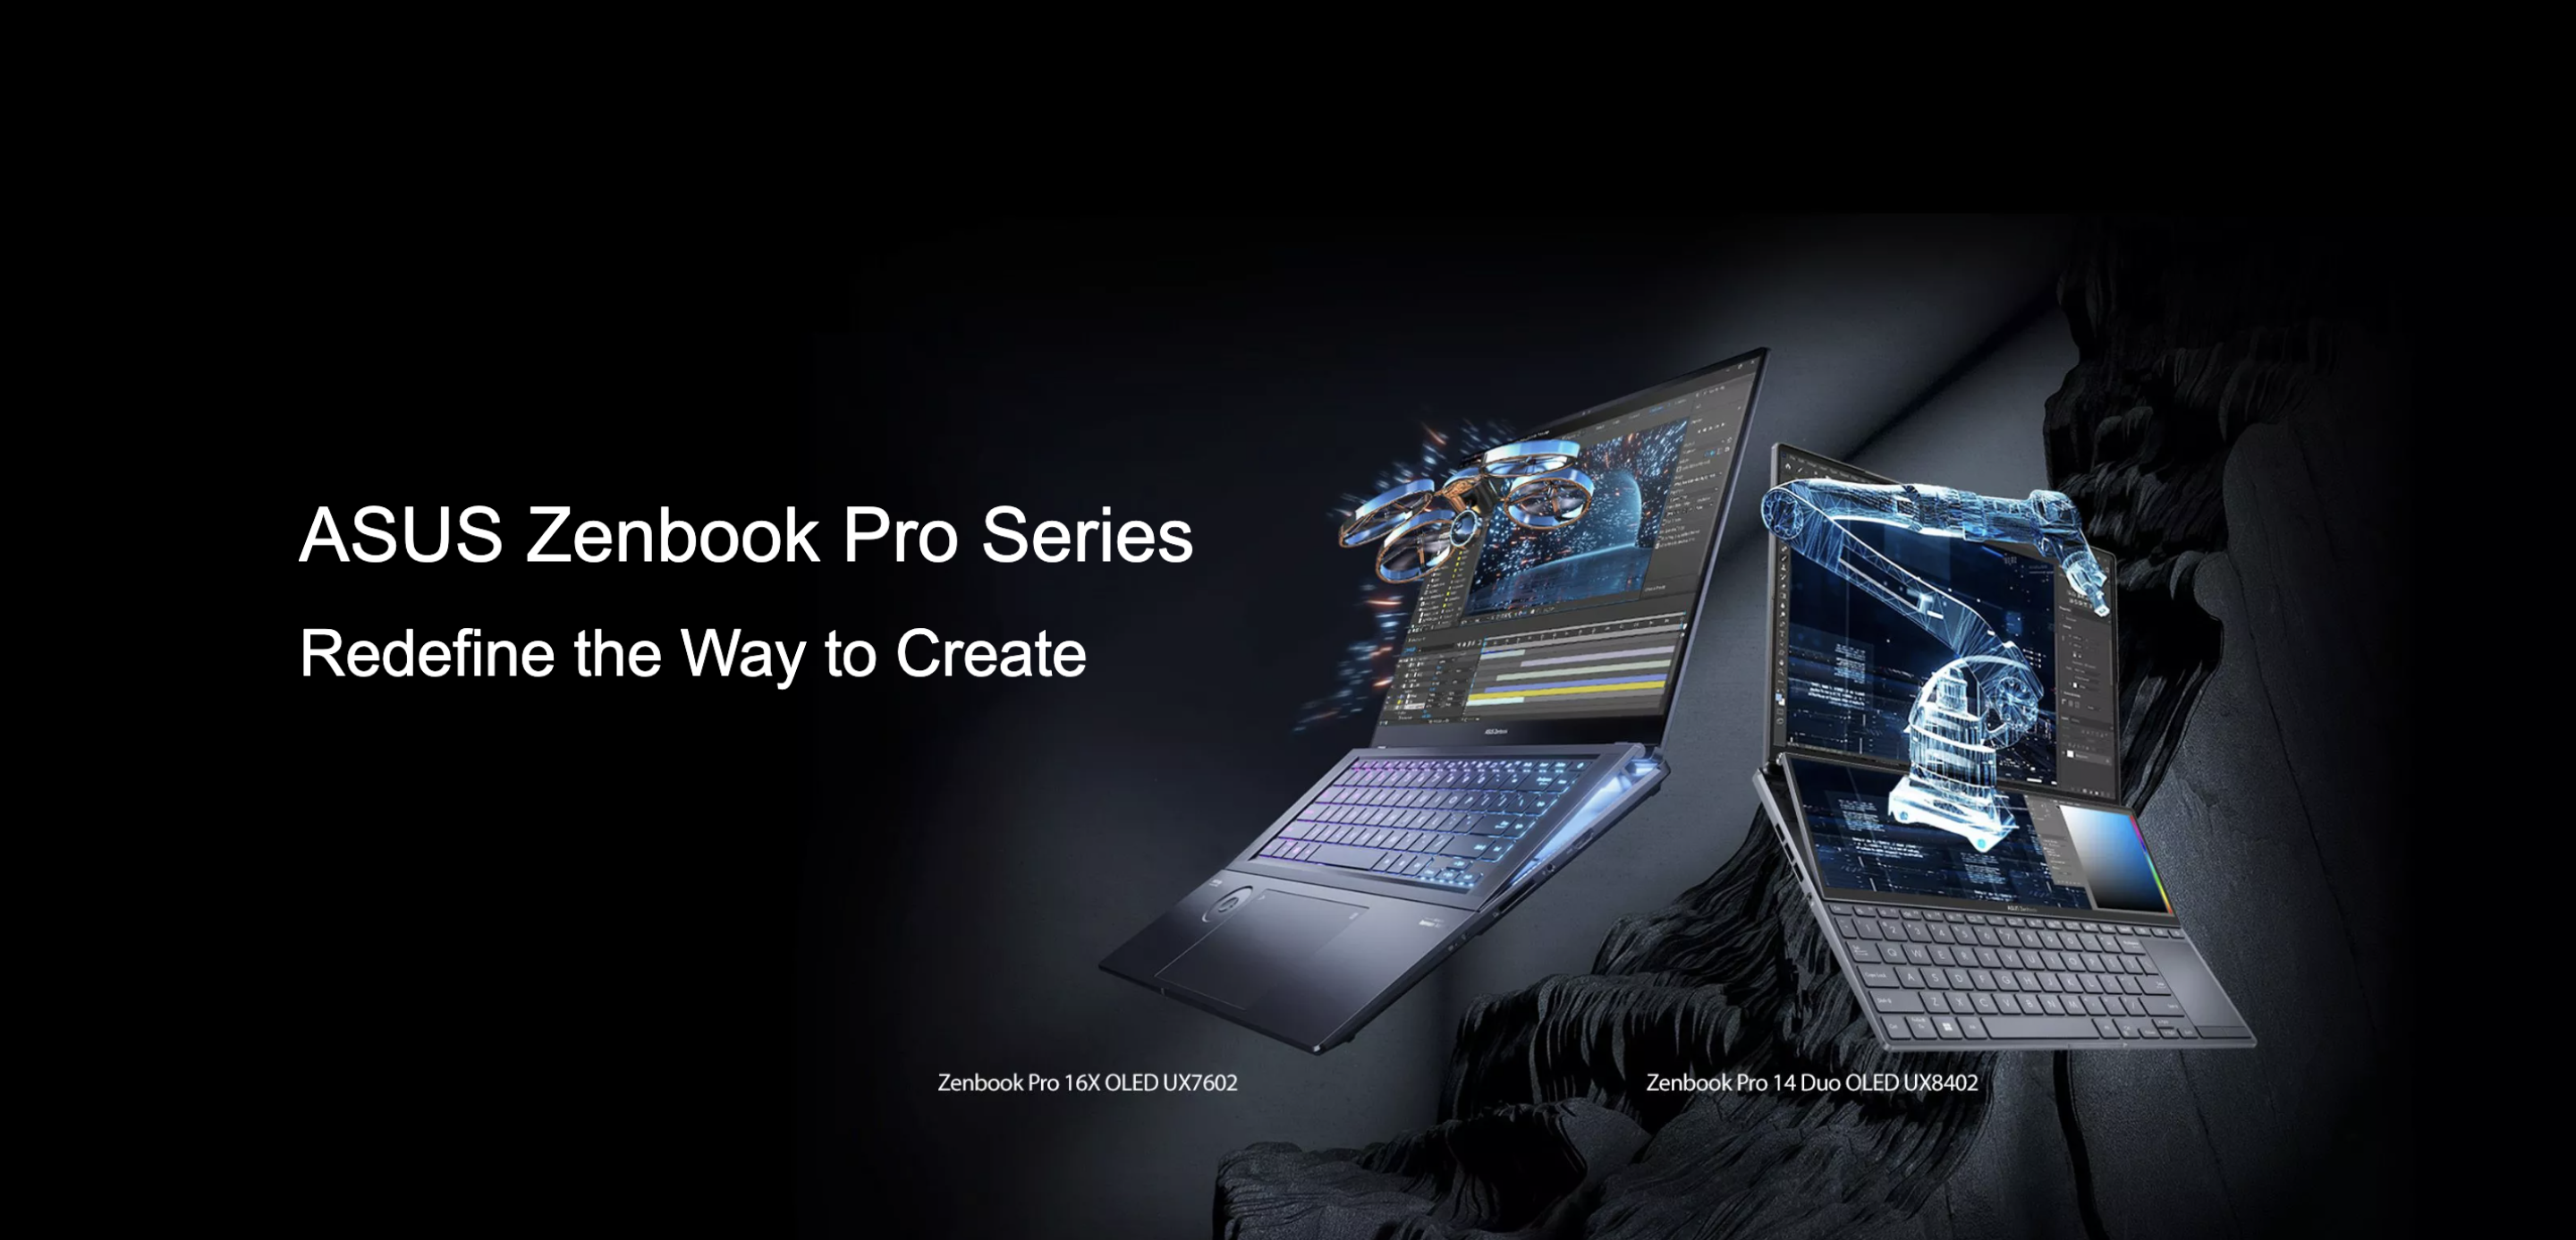 ASUS Zenbook Pro Series
Redefine the Way to Create
Zenbook Pro 16X OLED UX7602
Zenbook Pro 14 Duo OLED UX8402